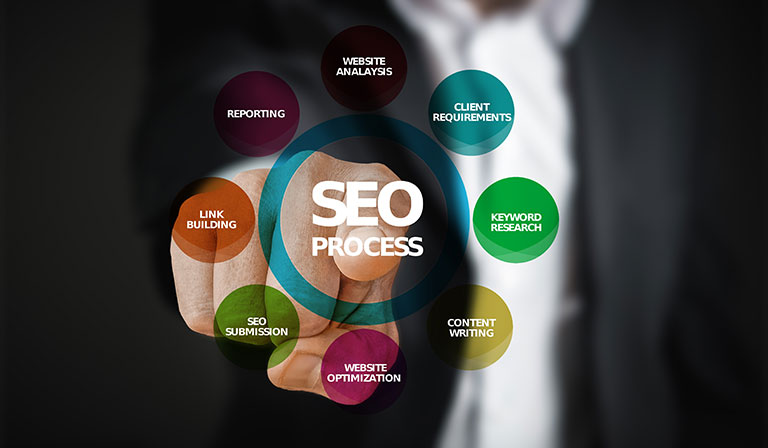 SEO
PROCESS
WEBSITE
ANALAYSIS
CLIENT
REQUIREMENTS
KEYWORD
RESEARCH
CONTENT
WRITING
WEBSITE
OPTIMIZATION
SEO
SUBMISSION
LINK
BUILDING
REPORTING